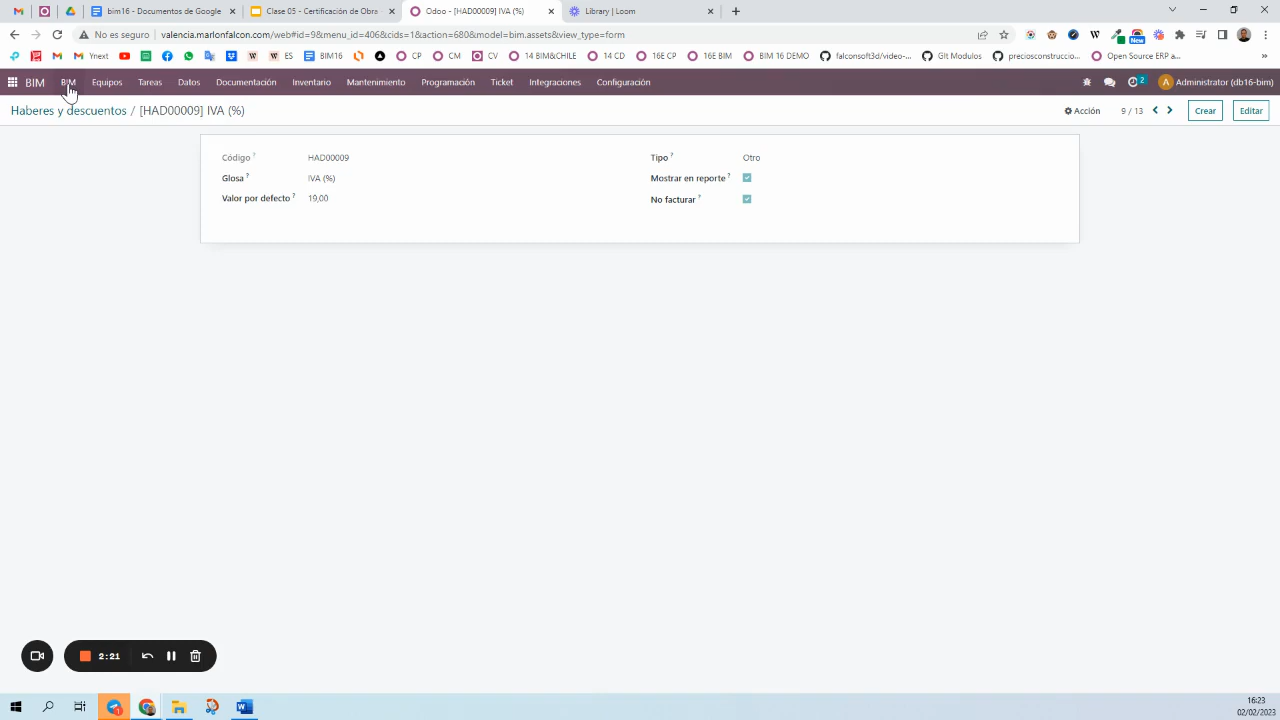 bim16 - Documentos de Google
Clase 05 - Certificación de Obra
Odoo - [HAD00009] IVA (%)
Library | Loom
No es seguro | valencia.marlonfalcon.com/web#id=9&menu_id=406&cids=1&action=680&model=bim.assets&view_type=form
Ynext
ES
BIM16
CP
CM
CV
14 BIM&CHILE
14 CD
16E CP
16E BIM
BIM 16 DEMO
falconsoft3d/video-...
GIt Modulos
preciosconstruccio...
Open Source ERP a...
New
BIM BIM Equipos Tareas Datos Documentación Inventario Mantenimiento Programación Ticket Integraciones Configuración
2 Administrator (db16-bim)
Haberes y descuentos / [HAD00009] IVA (%)
Acción 9 / 13 Crear Editar
Código ? HAD00009
Tipo ? Otro
Glosa ? IVA (%)
Mostrar en reporte ?
Valor por defecto ? 19,00
No facturar ?
2:21
16:23
02/02/2023